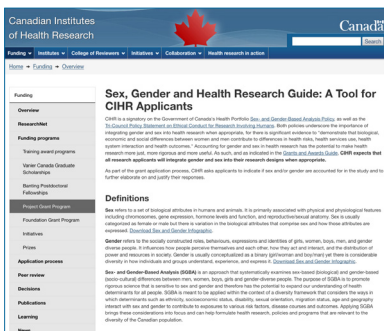 Canadian Institutes
of Health Research
Canada
Search
Funding Institutes College of Reviewers Initiatives Collaboration Health research in action
Home → Funding → Overview
Funding
Overview
ResearchNet
Funding programs
Training award programs
Vanier Canada Graduate
Scholarships
Banting Postdoctoral
Fellowships
Project Grant Program
Foundation Grant Program
Initiatives
Prizes
Application process
Peer review
Decisions
Publications
Learning
News
Sex, Gender and Health Research Guide: A Tool for
CIHR Applicants
CIHR is a signatory on the Government of Canada's Health Portfolio Sex- and Gender-Based Analysis Policy, as well as the
Tri-Council Policy Statement on Ethical Conduct for Research Involving Humans. Both policies underscore the importance of
integrating gender and sex into health research when appropriate, for there is significant evidence to "demonstrate that biological,
economic and social differences between women and men contribute to differences in health risks, health services use, health
system interaction and health outcomes." Accounting for gender and sex in health research has the potential to make health
research more just, more rigorous and more useful. As such, and as indicated in the Grants and Awards Guide, CIHR expects that
all research applicants will integrate gender and sex into their research designs when appropriate.
As part of the grant application process, CIHR asks applicants to indicate if sex and/or gender are accounted for in the study and to
further elaborate on and justify their responses.
Definitions
Sex refers to a set of biological attributes in humans and animals. It is primarily associated with physical and physiological features
including chromosomes, gene expression, hormone levels and function, and reproductive/sexual anatomy. Sex is usually
categorized as female or male but there is variation in the biological attributes that comprise sex and how those attributes are
expressed. Download Sex and Gender Infographic.
Gender refers to the socially constructed roles, behaviours, expressions and identities of girls, women, boys, men, and gender
diverse people. It influences how people perceive themselves and each other, how they act and interact, and the distribution of
power and resources in society. Gender is usually conceptualized as a binary (girl/woman and boy/man) yet there is considerable
diversity in how individuals and groups understand, experience, and express it. Download Sex and Gender Infographic.
Sex- and Gender-Based Analysis (SGBA) is an approach that systematically examines sex-based (biological) and gender-based
(socio-cultural) differences between men, women, boys, girls and gender-diverse people. The purpose of SGBA is to promote
rigorous science that is sensitive to sex and gender and therefore has the potential to expand our understanding of health
determinants for all people. SGBA is meant to be applied within the context of a diversity framework that considers the ways in
which determinants such as ethnicity, socioeconomic status, disability, sexual orientation, migration status, age and geography
interact with sex and gender to contribute to exposures to various risk factors, disease courses and outcomes. Applying SGBA
brings these considerations into focus and can help formulate health research, policies and programs that are relevant to the
diversity of the Canadian population.